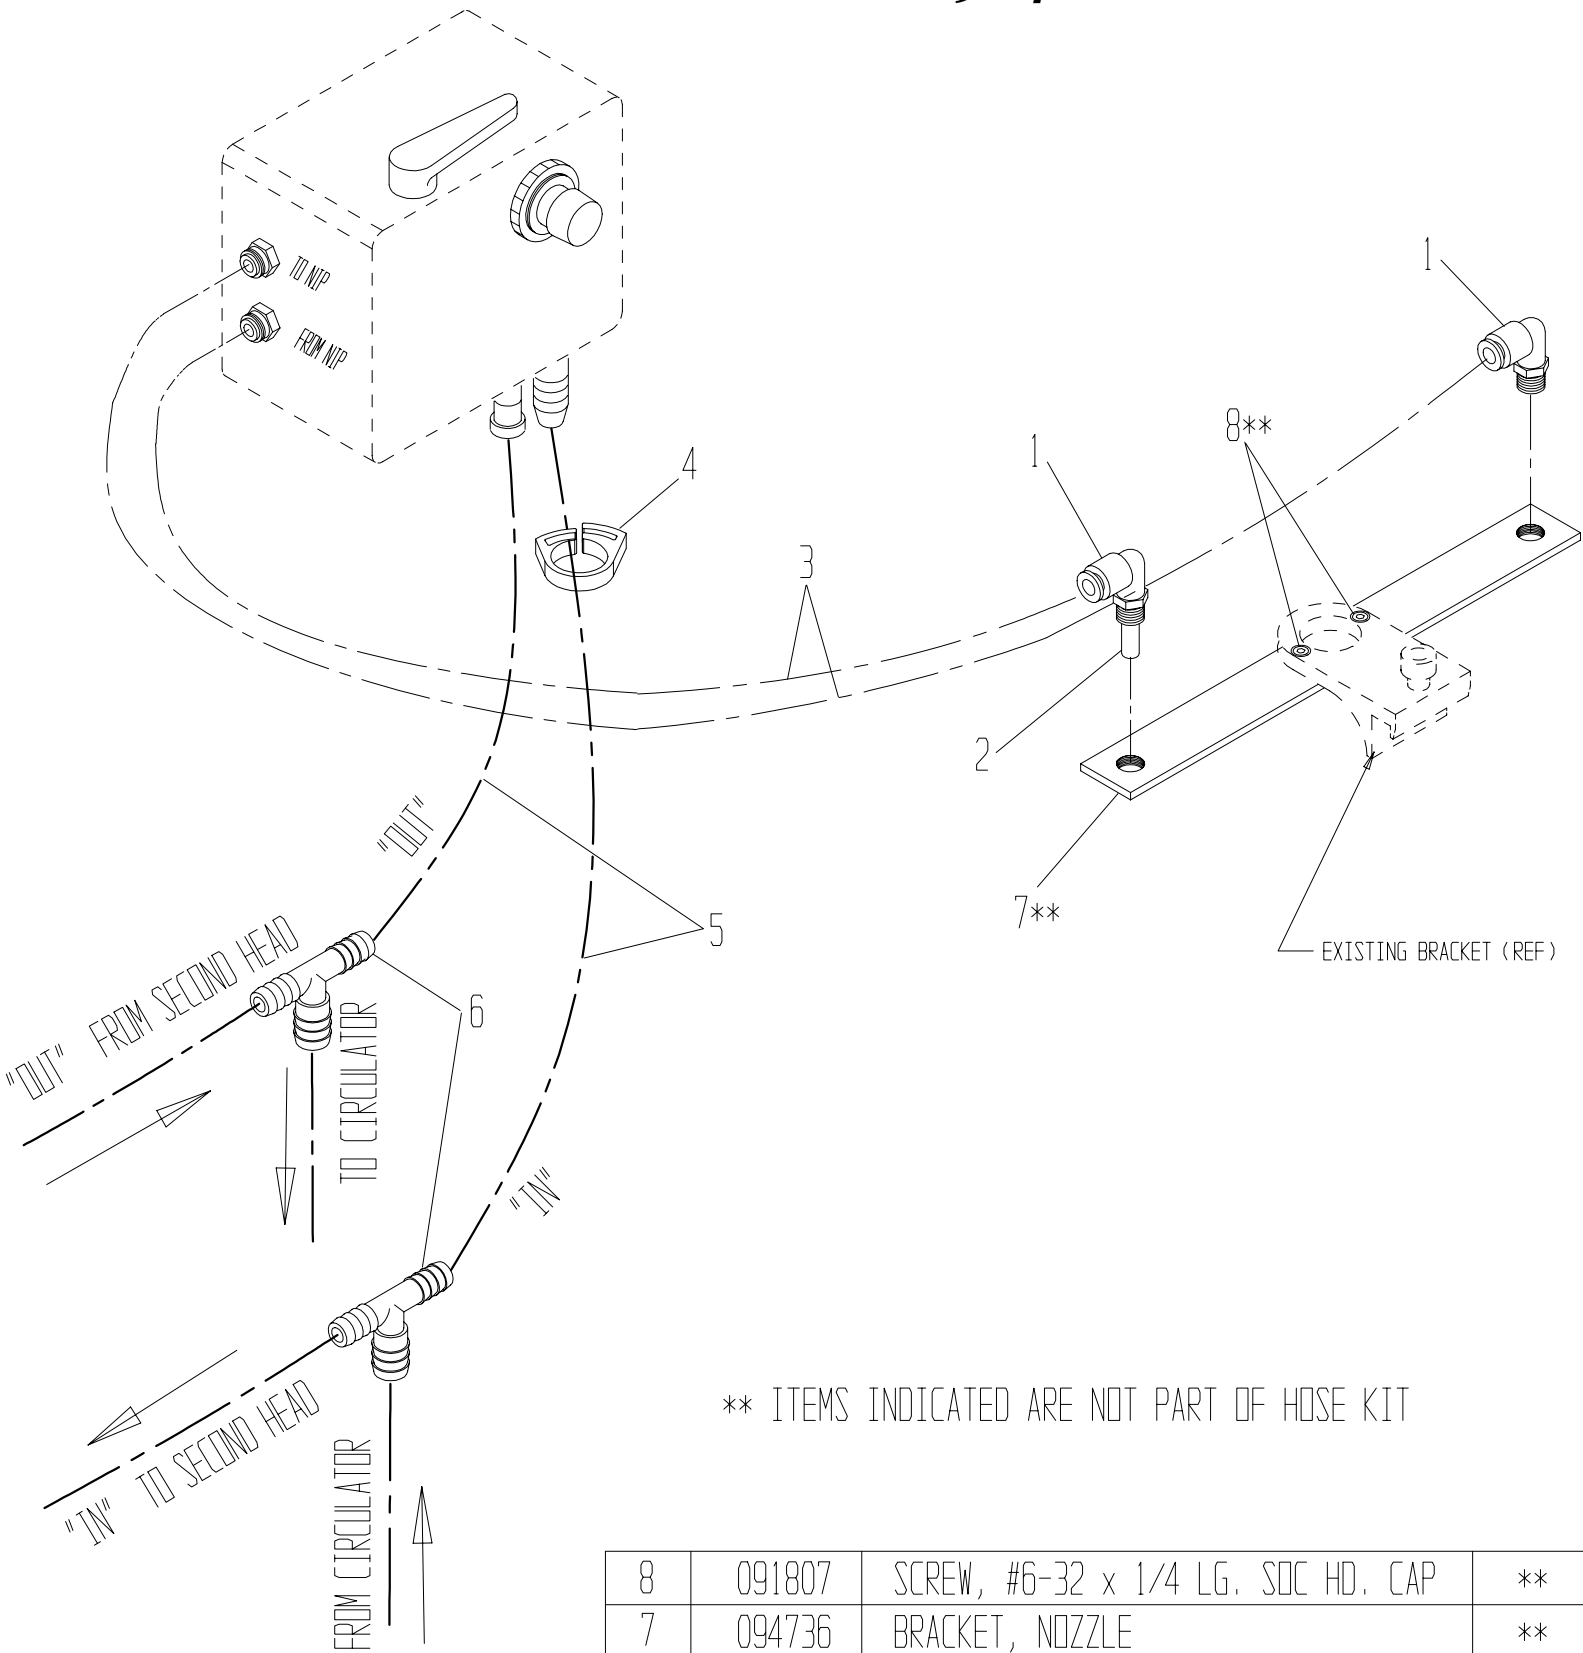 TO NIP
FROM NIP
1
8**
1
4
3
2
"OUT"
7**
5
EXISTING BRACKET (REF)
6
"OUT" FROM SECOND HEAD
TO CIRCULATOR
"IN"
** ITEMS INDICATED ARE NOT PART OF HOSE KIT
"IN" TO SECOND HEAD
FROM CIRCULATOR
8 091807 SCREW, #6-32 x 1/4 LG. SOC HD. CAP **
7 094736 BRACKET, NOZZLE **